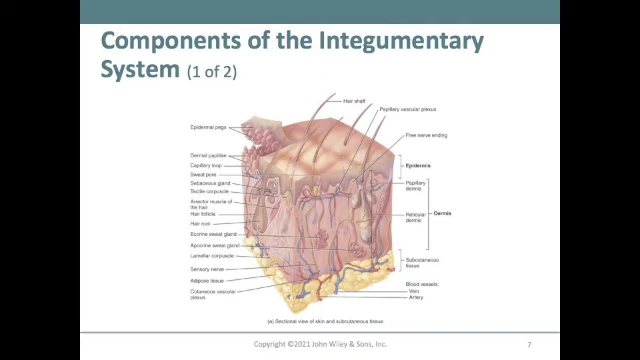 Components of the Integumentary
System (1 of 2)
Hair shaft
Papillary vascular plexus
Epidermal pegs
Free nerve ending
Dermal papillae
Capillary loop
Sweat pore
Sebaceous gland
Tactile corpuscle
Arrector muscle of
the hair
Hair follicle
Hair root
Eccrine sweat gland
Apocrine sweat gland
Lamellar corpuscle
Sensory nerve
Adipose tissue
Cutaneous vascular
plexus
Epidermis
Papillary
dermis
Reticular
dermis
Dermis
Subcutaneous
tissue
Blood vessels:
Vein
Artery
(a) Sectional view of skin and subcutaneous tissue
Copyright ©2021 John Wiley & Sons, Inc.
7